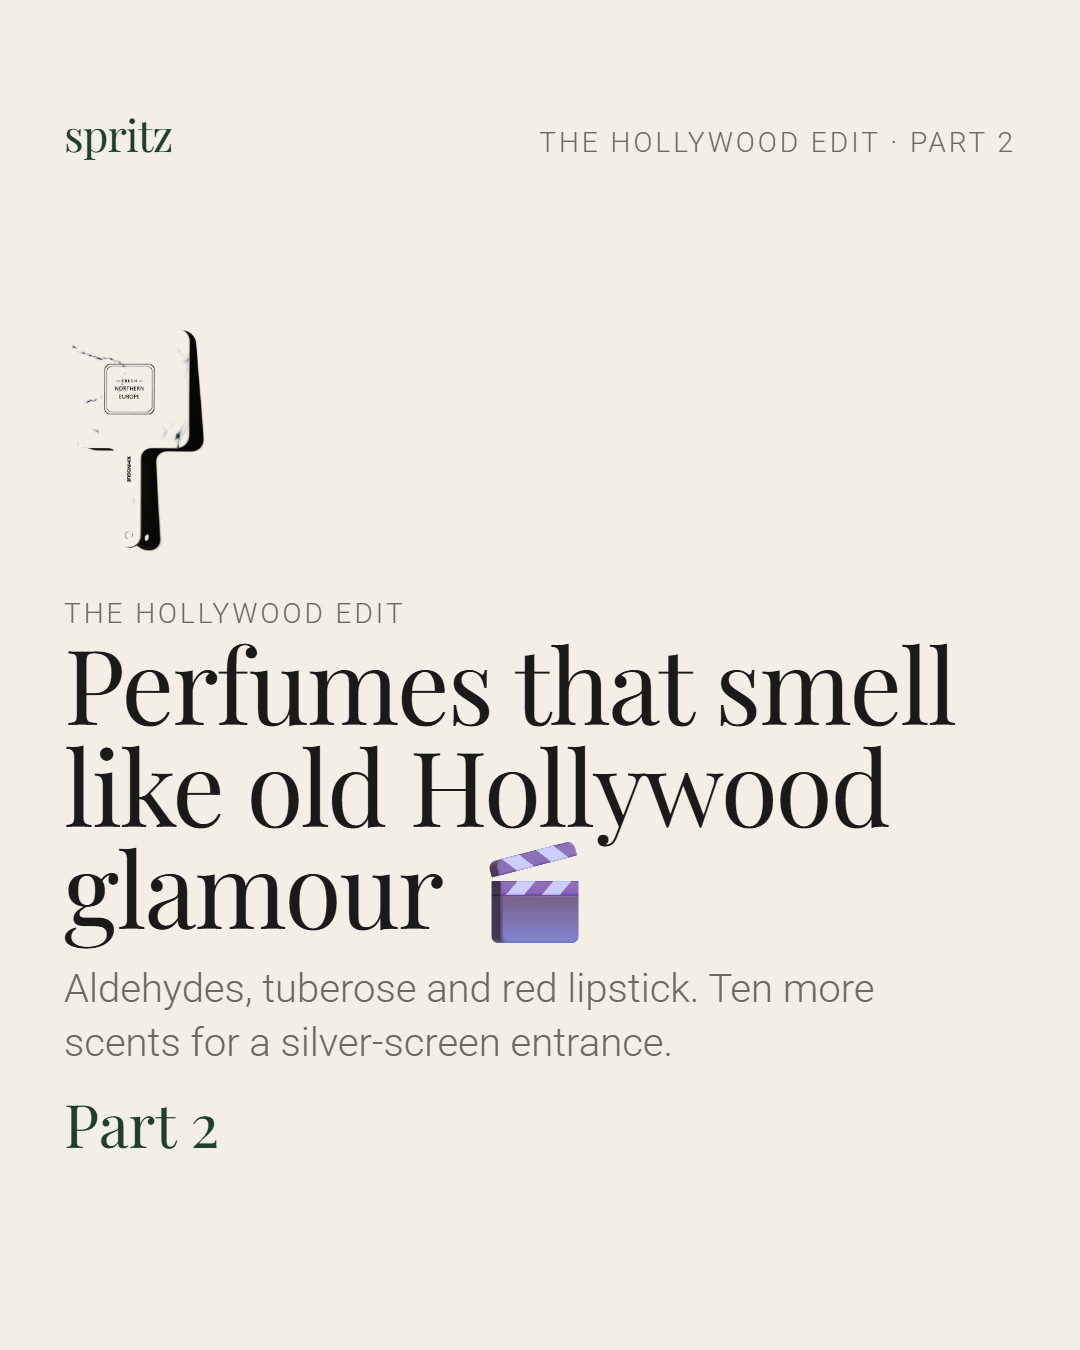 spritz
THE HOLLYWOOD EDIT · PART 2
FRESH
NORTHERN
EUROPE
THE HOLLYWOOD EDIT
Perfumes that smell
like old Hollywood
glamour
Aldehydes, tuberose and red lipstick. Ten more
scents for a silver-screen entrance.
Part 2